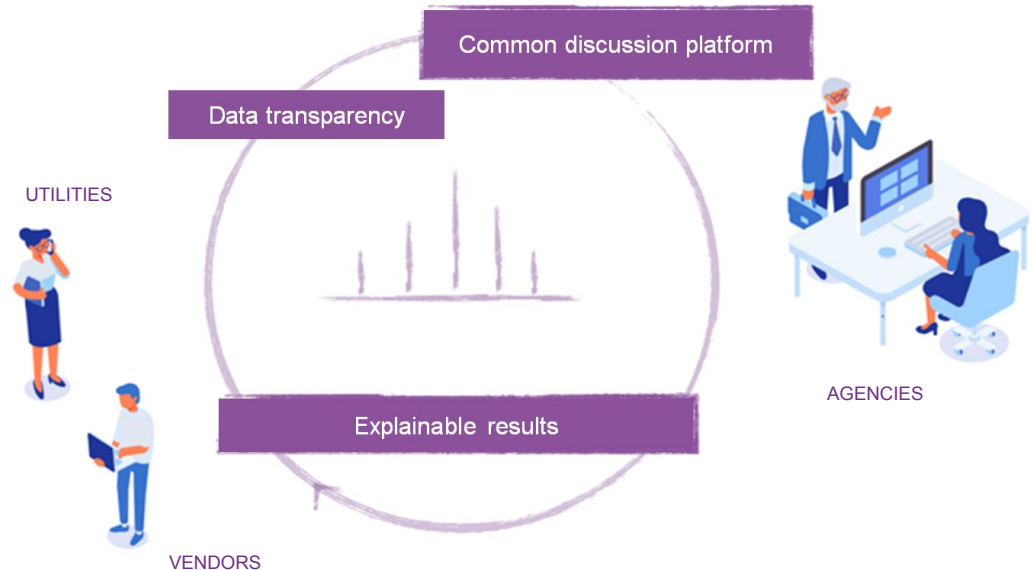 Common discussion platform
Data transparency
UTILITIES
AGENCIES
Explainable results
VENDORS